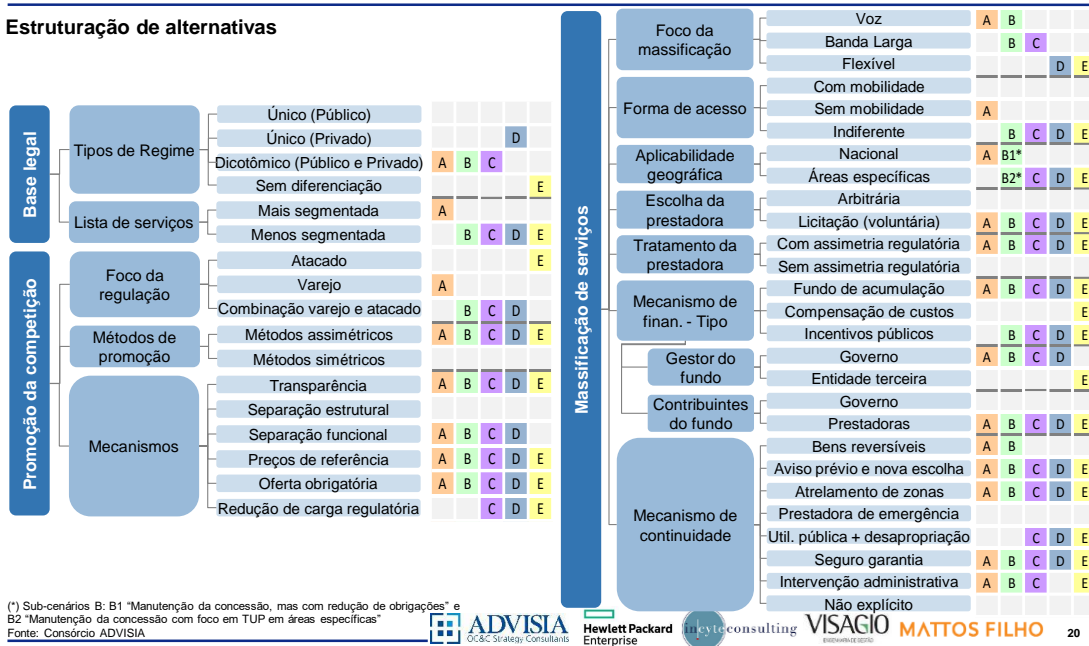 Estruturação de alternativas
Base legal
Tipos de Regime
Único (Público)
Único (Privado) D
Dicotômico (Público e Privado) A B C
Sem diferenciação E
Lista de serviços
Mais segmentada A
Menos segmentada B C D E
Promoção da competição
Foco da
regulação
Atacado E
Varejo A
Combinação varejo e atacado B C D
Métodos de
promoção
Métodos assimétricos A B C D E
Métodos simétricos
Mecanismos
Transparência A B C D E
Separação estrutural
Separação funcional A B C D
Preços de referência A B C D E
Oferta obrigatória A B C D E
Redução de carga regulatória C D E
Massificação de serviços
Foco da
massificação
Voz A B
Banda Larga B C
Flexível D E
Forma de acesso
Com mobilidade
Sem mobilidade A
Indiferente B C D E
Aplicabilidade
geográfica
Nacional A B1*
Áreas específicas B2* C D E
Escolha da
prestadora
Arbitrária
Licitação (voluntária) A B C D E
Tratamento da
prestadora
Com assimetria regulatória A B C D E
Sem assimetria regulatória
Mecanismo de
finan. - Tipo
Fundo de acumulação A B C D E
Compensação de custos E
Incentivos públicos B C D E
Gestor do
fundo
Governo A B C D
Entidade terceira E
Contribuintes
do fundo
Governo
Prestadoras A B C D E
Mecanismo de
continuidade
Bens reversíveis A B
Aviso prévio e nova escolha A B C D E
Atrelamento de zonas A B C D E
Prestadora de emergência
Util. pública + desapropriação C D E
Seguro garantia A B C D E
Intervenção administrativa A B C E
Não explícito
(*) Sub-cenários B: B1 “Manutenção da concessão, mas com redução de obrigações” e
B2 “Manutenção da concessão com foco em TUP em áreas específicas”
Fonte: Consórcio ADVISIA
ADVISIA
OC&C Strategy Consultants
Hewlett Packard
Enterprise
incyteconsulting
VISAGIO
ENGENHARIA DE GESTÃO
MATTOS FILHO
20